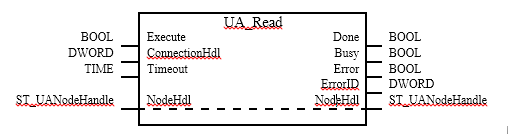 UA_Read
BOOL Execute Done BOOL
DWORD ConnectionHdl Busy BOOL
TIME Timeout Error BOOL
ErrorID DWORD
ST_UANodeHandle NodeHdl NodeHdl ST_UANodeHandle